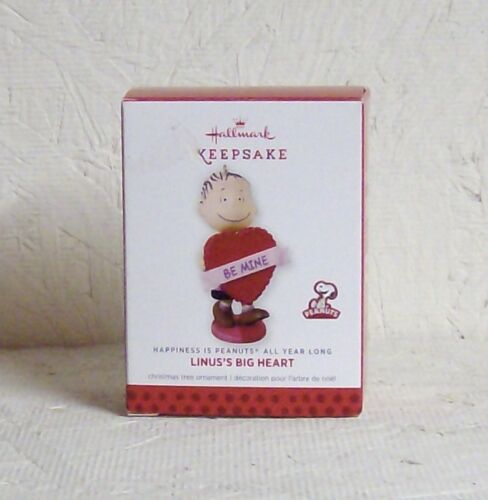 Hallmark
KEEPSAKE
BE MINE
PEANUTS
HAPPINESS IS PEANUTS® ALL YEAR LONG
LINUS'S BIG HEART
christmas tree ornament | décoration pour l'arbre de noël